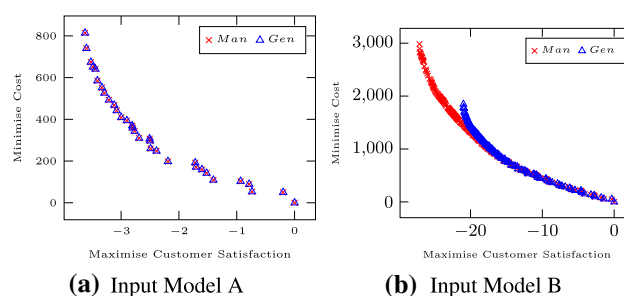 800
600
400
200
0
−3
−2
−1
0
Minimise Cost
Maximise Customer Satisfaction
Man Gen
(a) Input Model A
3,000
2,000
1,000
0
−20
−10
0
Minimise Cost
Maximise Customer Satisfaction
Man Gen
(b) Input Model B